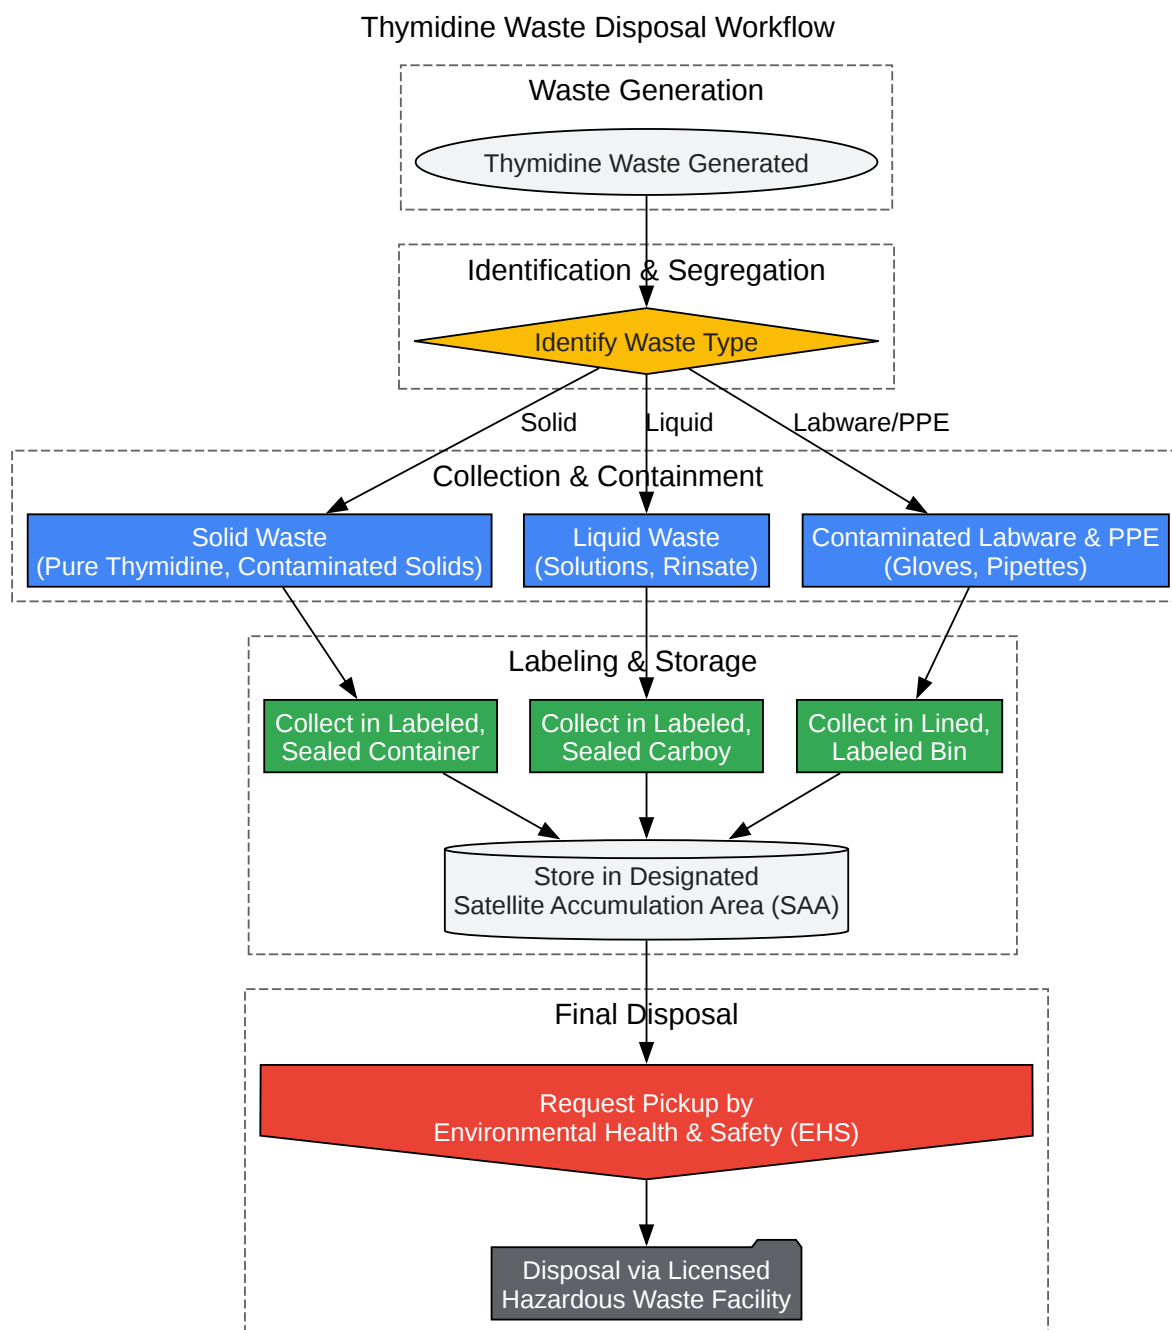 Thymidine Waste Disposal Workflow
Waste Generation
Thymidine Waste Generated
Identification & Segregation
Identify Waste Type
Solid
Liquid
Labware/PPE
Collection & Containment
Solid Waste
(Pure Thymidine, Contaminated Solids)
Liquid Waste
(Solutions, Rinsate)
Contaminated Labware & PPE
(Gloves, Pipettes)
Labeling & Storage
Collect in Labeled,
Sealed Container
Collect in Labeled,
Sealed Carboy
Collect in Lined,
Labeled Bin
Store in Designated
Satellite Accumulation Area (SAA)
Final Disposal
Request Pickup by
Environmental Health & Safety (EHS)
Disposal via Licensed
Hazardous Waste Facility